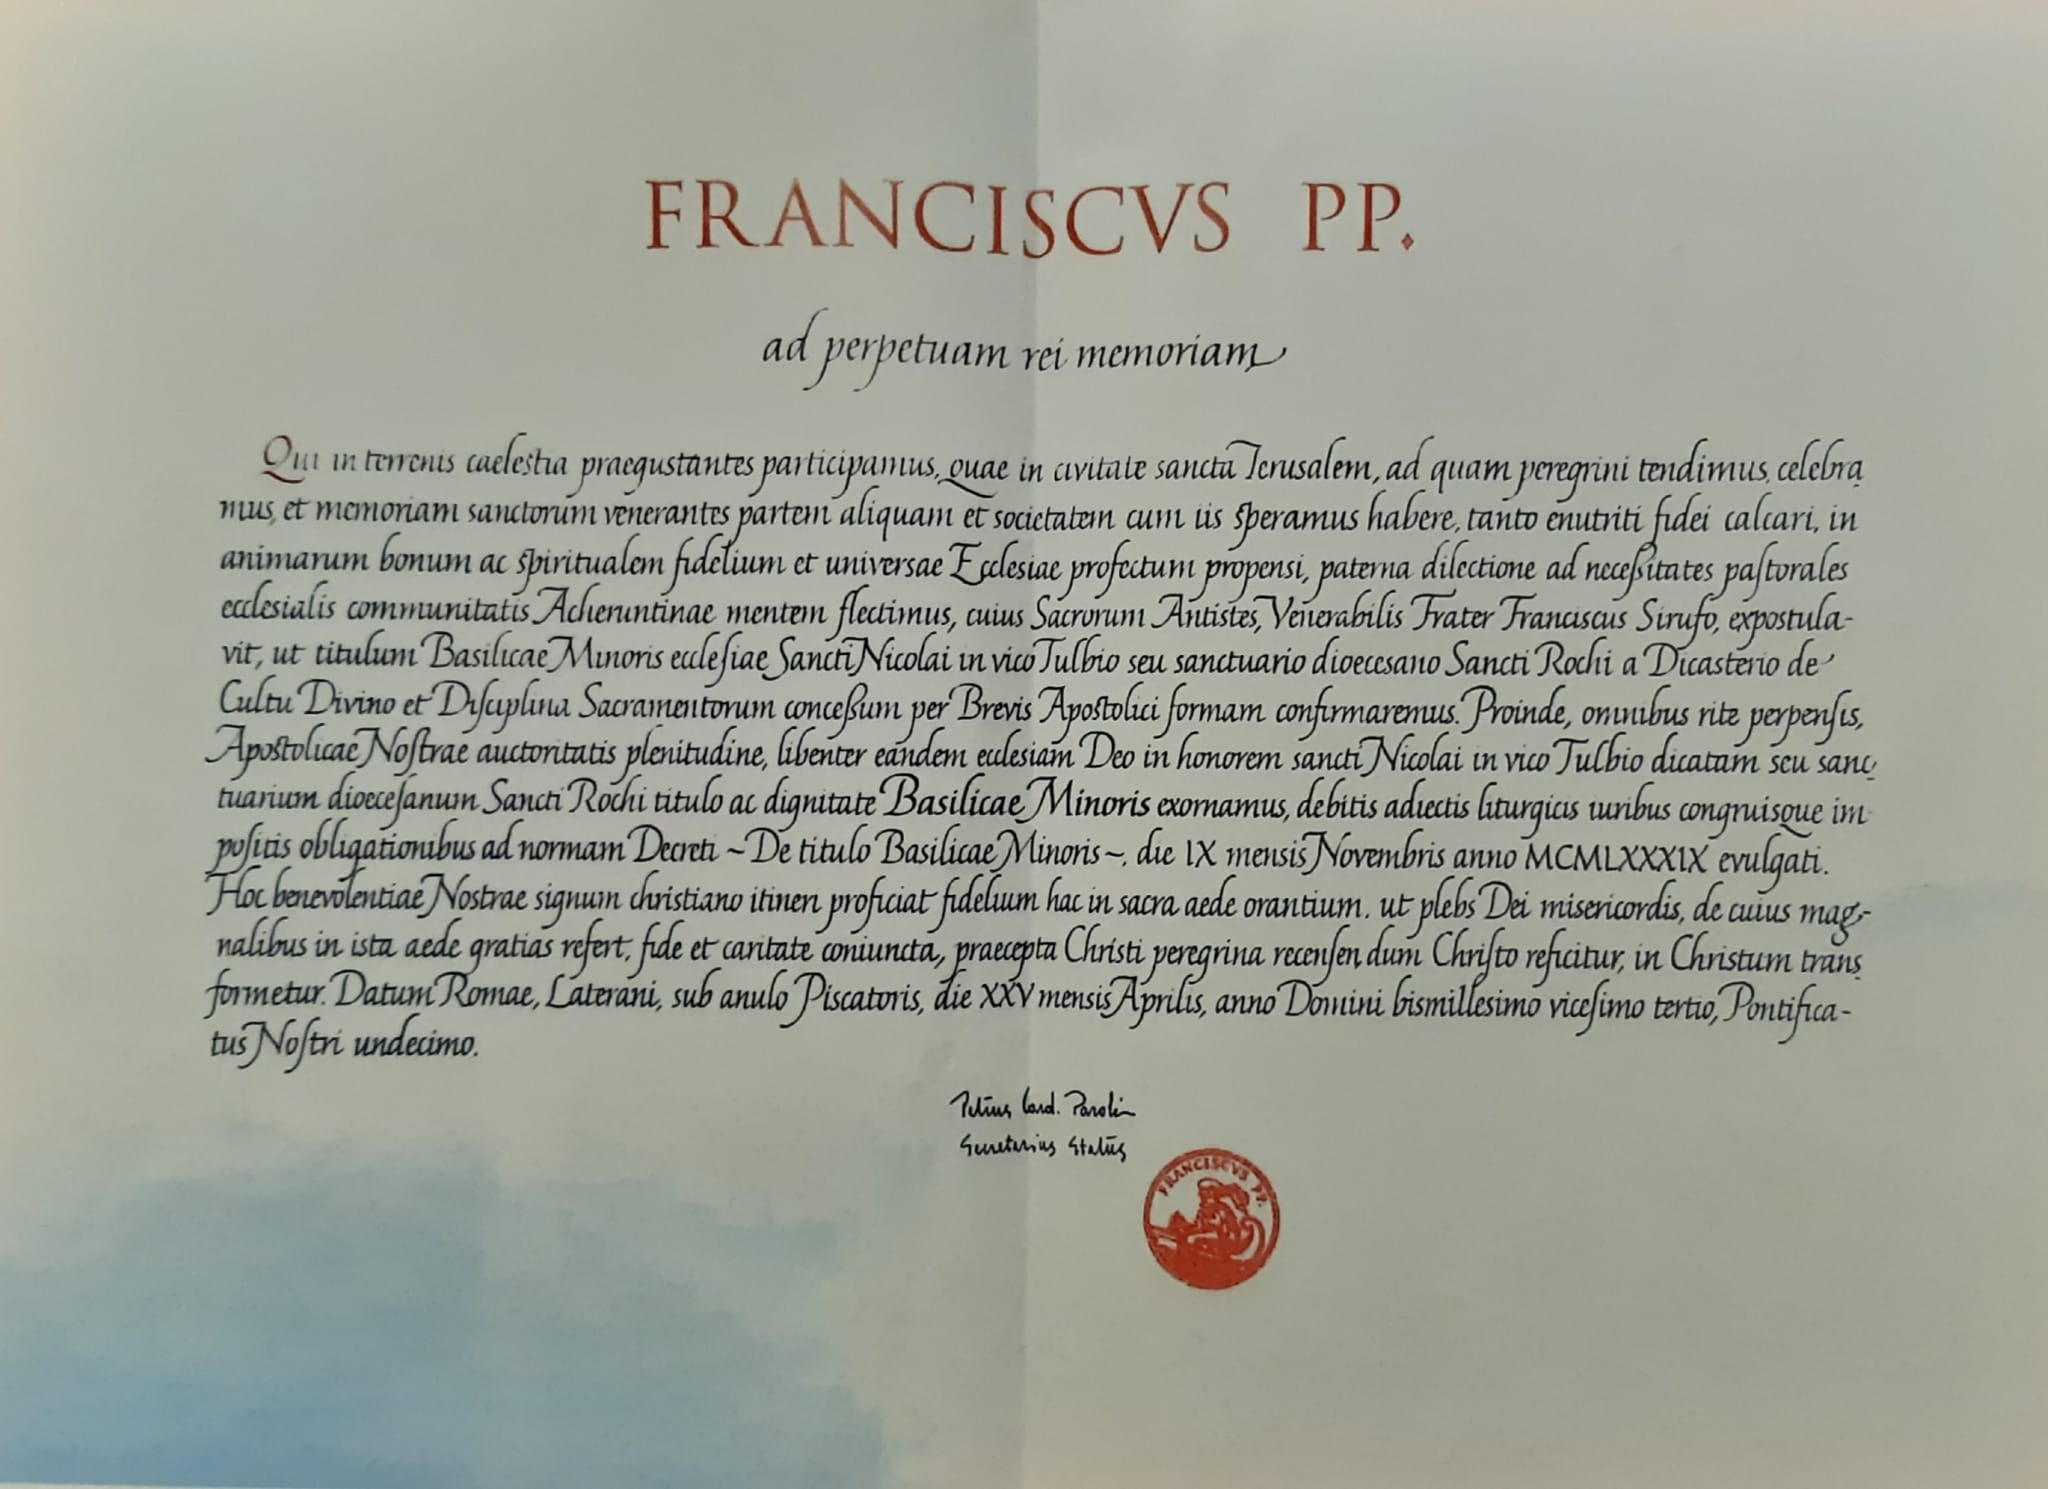 FRANCISCVS PP.
ad perpetuam rei memoriam
Qui in terrenis caelestia praegustantes participamus, quae in civitate sancta Ierusalem, ad quam peregrini tendimus, celebra
mus, et memoriam sanctorum venerantes partem aliquam et societatem cum iis speramus habere, tanto enutriti fidei calcari, in
animarum bonum ac spiritualem fidelium et universae Ecclesiae profectum propensi, paterna dilectione ad necessitates pastorales
ecclesialis communitatis Acheruntinae mentem flectimus, cuius Sacrorum Antistes, Venerabilis Frater Franciscus Sirufo, expostula-
vit, ut titulum Basilicae Minoris ecclesiae Sancti Nicolai in vico Tulbio seu sanctuario dioecesano Sancti Rochi a Dicasterio de
Cultu Divino et Disciplina Sacramentorum concessum per Brevis Apostolici formam confirmaremus. Proinde, omnibus rite perpensis,
Apostolicae Nostrae auctoritatis plenitudine, libenter eandem ecclesiam Deo in honorem sancti Nicolai in vico Tulbio dicatam seu sanc
tuarium dioecesanum Sancti Rochi titulo ac dignitate Basilicae Minoris exornamus, debitis adiectis liturgicis iuribus congruisque im
positis obligationibus ad normam Decreti ~De titulo Basilicae Minoris~, die IX mensis Novembris anno MCMLXXXIX evulgati.
Hoc benevolentiae Nostrae signum christiano itineri proficiat fidelium hac in sacra aede orantium, ut plebs Dei misericordis, de cuius mag-
nalibus in ista aede gratias refert, fide et caritate coniuncta, praecepta Christi peregrina recensendum Christo reficitur, in Christum trans
formetur. Datum Romae, Laterani, sub anulo Piscatoris, die XXV mensis Aprilis, anno Domini bismillesimo vicesimo tertio, Pontifica-
tus Nostri undecimo.
Petrus Card. Parolin
Secretarius Status
FRANCISCVS PP.